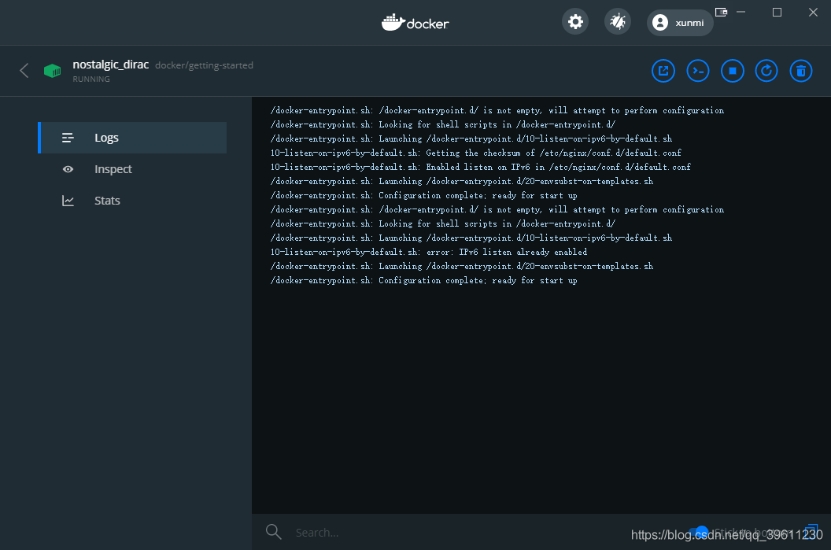 docker
xunmi
nostalgic_dirac docker/getting-started
RUNNING
Logs
Inspect
Stats
/docker-entrypoint.sh: /docker-entrypoint.d/ is not empty, will attempt to perform configuration
/docker-entrypoint.sh: Looking for shell scripts in /docker-entrypoint.d/
/docker-entrypoint.sh: Launching /docker-entrypoint.d/10-listen-on-ipv6-by-default.sh
10-listen-on-ipv6-by-default.sh: Getting the checksum of /etc/nginx/conf.d/default.conf
10-listen-on-ipv6-by-default.sh: Enabled listen on IPv6 in /etc/nginx/conf.d/default.conf
/docker-entrypoint.sh: Launching /docker-entrypoint.d/20-envsubst-on-templates.sh
/docker-entrypoint.sh: Configuration complete; ready for start up
/docker-entrypoint.sh: /docker-entrypoint.d/ is not empty, will attempt to perform configuration
/docker-entrypoint.sh: Looking for shell scripts in /docker-entrypoint.d/
/docker-entrypoint.sh: Launching /docker-entrypoint.d/10-listen-on-ipv6-by-default.sh
10-listen-on-ipv6-by-default.sh: error: IPv6 listen already enabled
/docker-entrypoint.sh: Launching /docker-entrypoint.d/20-envsubst-on-templates.sh
/docker-entrypoint.sh: Configuration complete; ready for start up
Search...
https://blog.csdn.net/qq_39611230